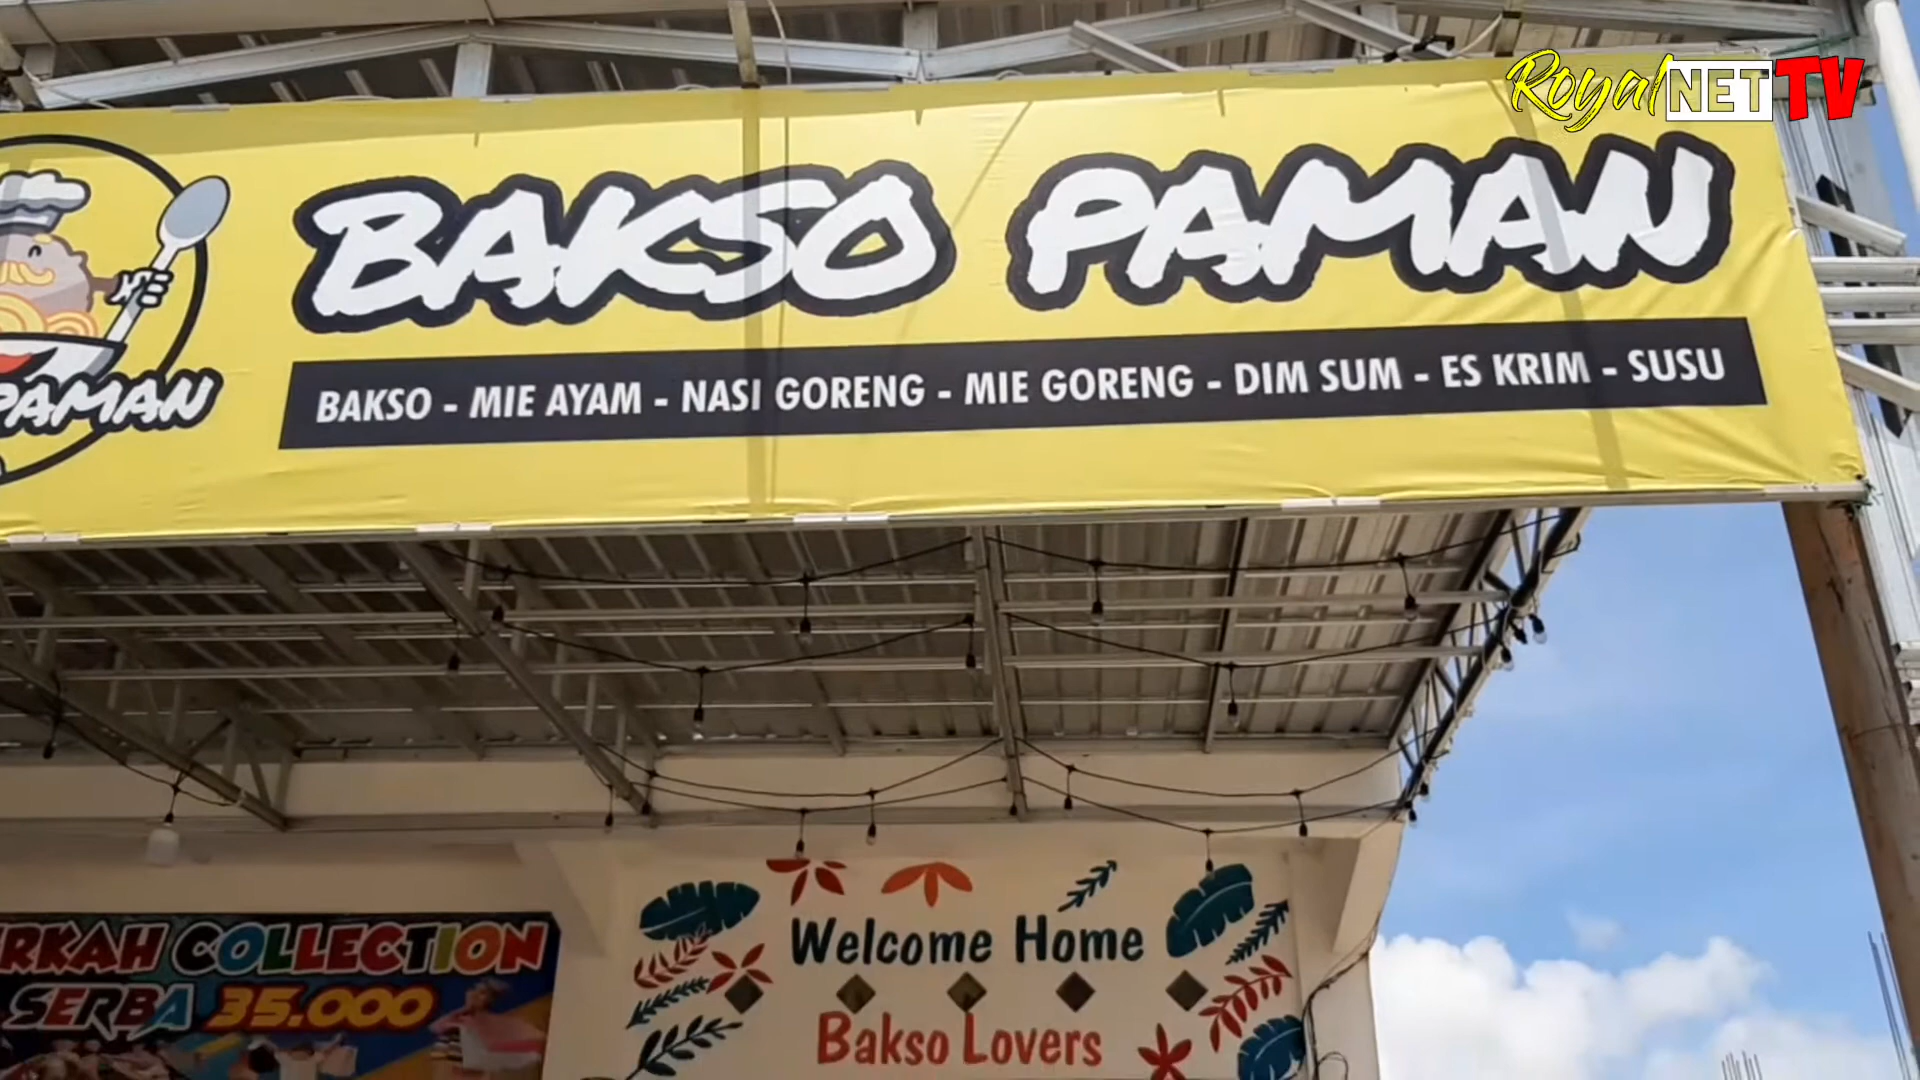 RoyalNETTV
BAKSO PAMAN
PAMAN
BAKSO - MIE AYAM - NASI GORENG - MIE GORENG - DIM SUM - ES KRIM - SUSU
Welcome Home
Bakso Lovers
COLLECTION
SERBA 35.000